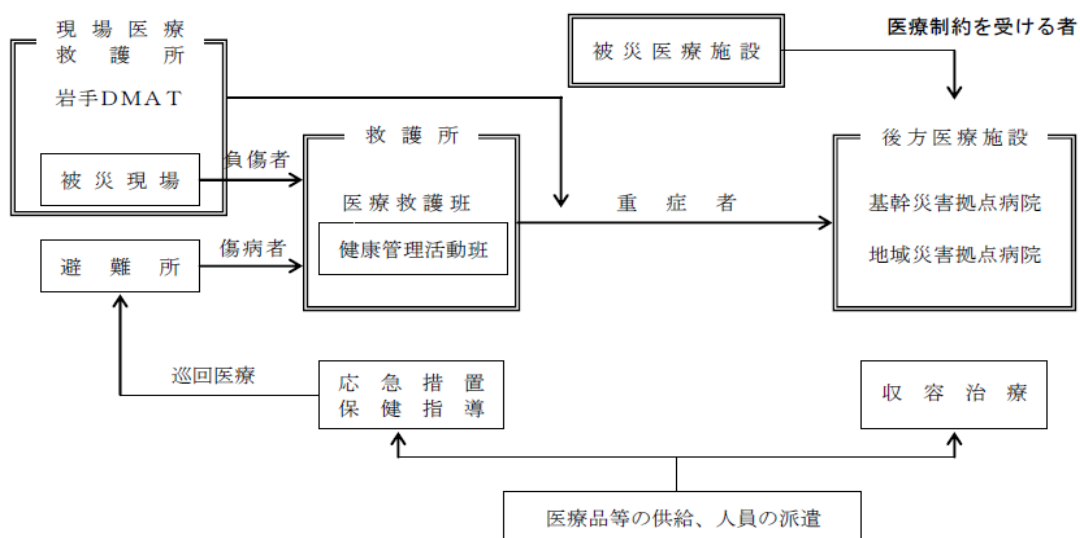 現場医療
救護所
岩手DMAT
被災現場
負傷者
避難所
傷病者
救護所
医療救護班
健康管理活動班
被災医療施設
医療制約を受ける者
重症者
後方医療施設
基幹災害拠点病院
地域災害拠点病院
巡回医療
応急措置
保健指導
収容治療
医療品等の供給、人員の派遣